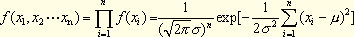 f(x₁, x₂ ⋯ xₙ) = ∏ᵢ₌₁ⁿ f(xᵢ) = 1/(√(2π)σ)ⁿ exp[−1/(2σ²) ∑ᵢ₌₁ⁿ (xᵢ − μ)²]